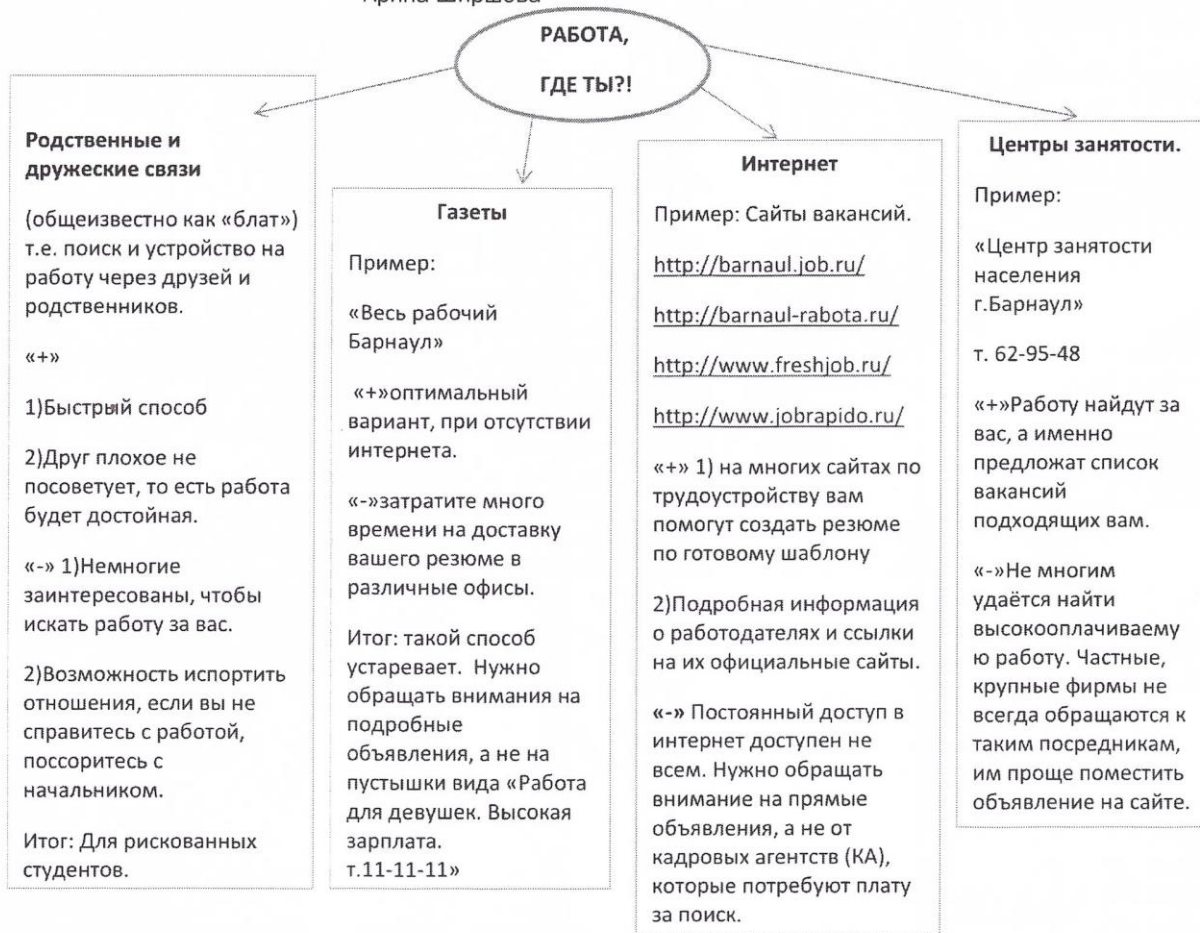 Арина Ширшова
РАБОТА,
ГДЕ ТЫ?!
Родственные и
дружеские связи
(общеизвестно как «блат»)
т.е. поиск и устройство на
работу через друзей и
родственников.
«+»
1)Быстрый способ
2)Друг плохое не
посоветует, то есть работа
будет достойная.
«-» 1)Немногие
заинтересованы, чтобы
искать работу за вас.
2)Возможность испортить
отношения, если вы не
справитесь с работой,
поссоритесь с
начальником.
Итог: Для рискованных
студентов.
Газеты
Пример:
«Весь рабочий
Барнаул»
«+»оптимальный
вариант, при отсутствии
интернета.
«-»затратите много
времени на доставку
вашего резюме в
различные офисы.
Итог: такой способ
устаревает. Нужно
обращать внимания на
подробные
объявления, а не на
пустышки вида «Работа
для девушек. Высокая
зарплата.
т.11-11-11»
Интернет
Пример: Сайты вакансий.
http://barnaul.job.ru/
http://barnaul-rabota.ru/
http://www.freshjob.ru/
http://www.jobrapido.ru/
«+» 1) на многих сайтах по
трудоустройству вам
помогут создать резюме
по готовому шаблону
2)Подробная информация
о работодателях и ссылки
на их официальные сайты.
«-» Постоянный доступ в
интернет доступен не
всем. Нужно обращать
внимание на прямые
объявления, а не от
кадровых агентств (КА),
которые потребуют плату
за поиск.
Центры занятости.
Пример:
«Центр занятости
населения
г.Барнаул»
т. 62-95-48
«+»Работу найдут за
вас, а именно
предложат список
вакансий
подходящих вам.
«-»Не многим
удаётся найти
высокооплачиваему
ю работу. Частные,
крупные фирмы не
всегда обращаются к
таким посредникам,
им проще поместить
объявление на сайте.